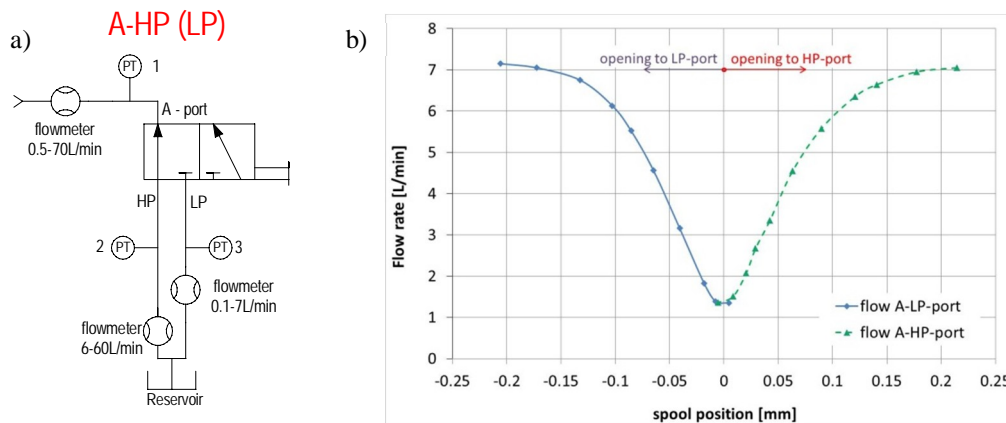 a)
A-HP (LP)
PT
1
A - port
flowmeter
0.5-70L/min
HP
LP
2
PT
PT
3
flowmeter
0.1-7L/min
flowmeter
6-60L/min
Reservoir
b)
8
7
6
5
4
3
2
1
0
Flow rate [L/min]
opening to LP-port
opening to HP-port
flow A-LP-port
flow A-HP-port
-0.25
-0.2
-0.15
-0.1
-0.05
0
0.05
0.1
0.15
0.2
0.25
spool position [mm]